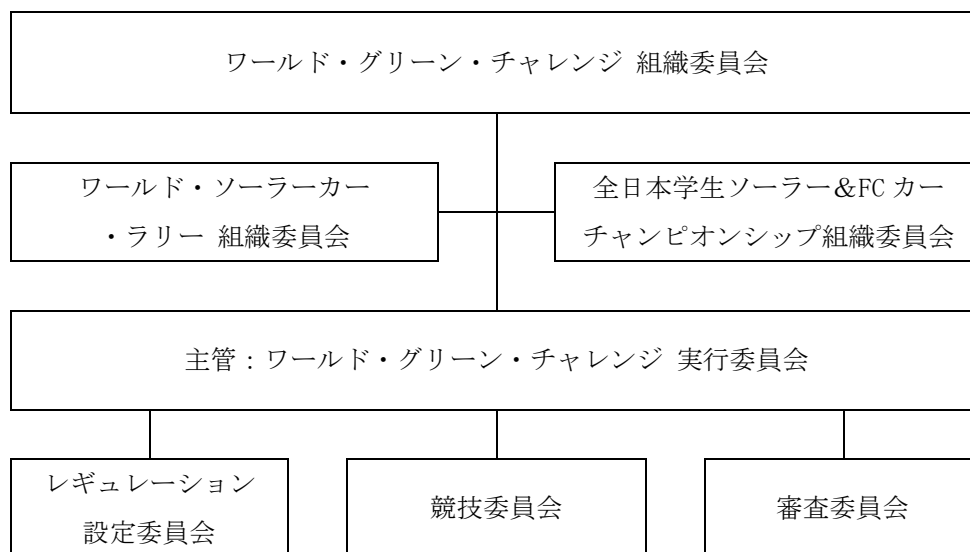 ワールド・グリーン・チャレンジ 組織委員会
ワールド・ソーラーカー
・ラリー 組織委員会
全日本学生ソーラー&FC カー
チャンピオンシップ組織委員会
主管：ワールド・グリーン・チャレンジ 実行委員会
レギュレーション
設定委員会
競技委員会
審査委員会